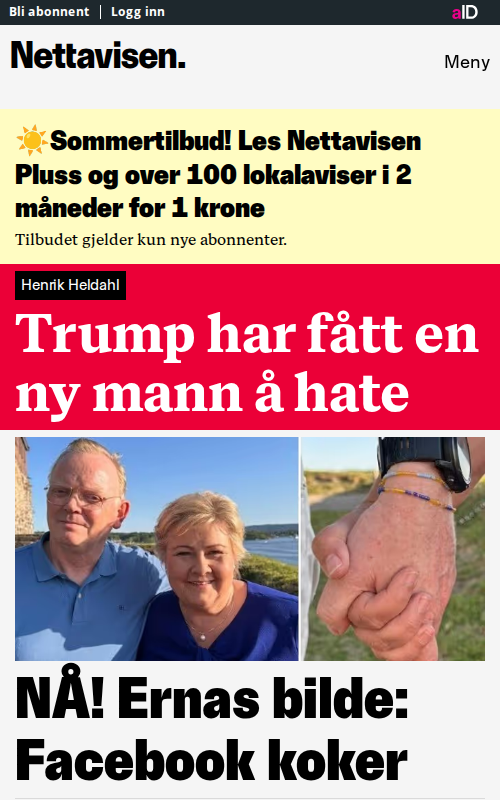 Bli abonnent | Logg inn
aID
Nettavisen.
Meny
☀️Sommertilbud! Les Nettavisen
Pluss og over 100 lokalaviser i 2
måneder for 1 krone
Tilbudet gjelder kun nye abonnenter.
Henrik Heldahl
Trump har fått en
ny mann å hate
NÅ! Ernas bilde:
Facebook koker